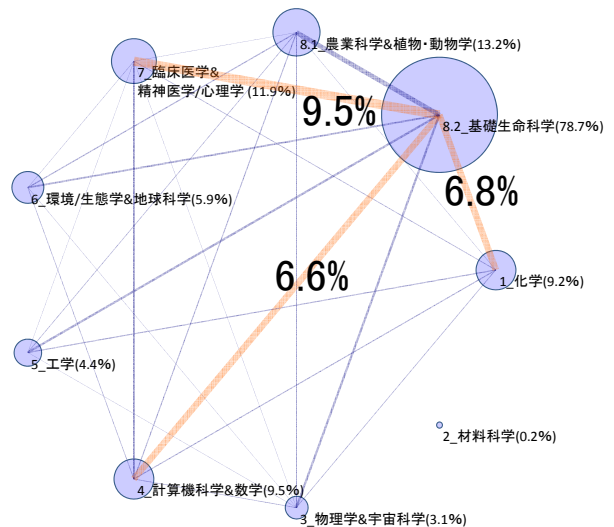 8.1_農業科学&植物・動物学(13.2%)
7_臨床医学&
精神医学/心理学(11.9%)
9.5%
8.2_基礎生命科学(78.7%)
6.8%
6_環境/生態学&地球科学(5.9%)
6.6%
1_化学(9.2%)
5_工学(4.4%)
2_材料科学(0.2%)
4_計算機科学&数学(9.5%)
3_物理学&宇宙科学(3.1%)